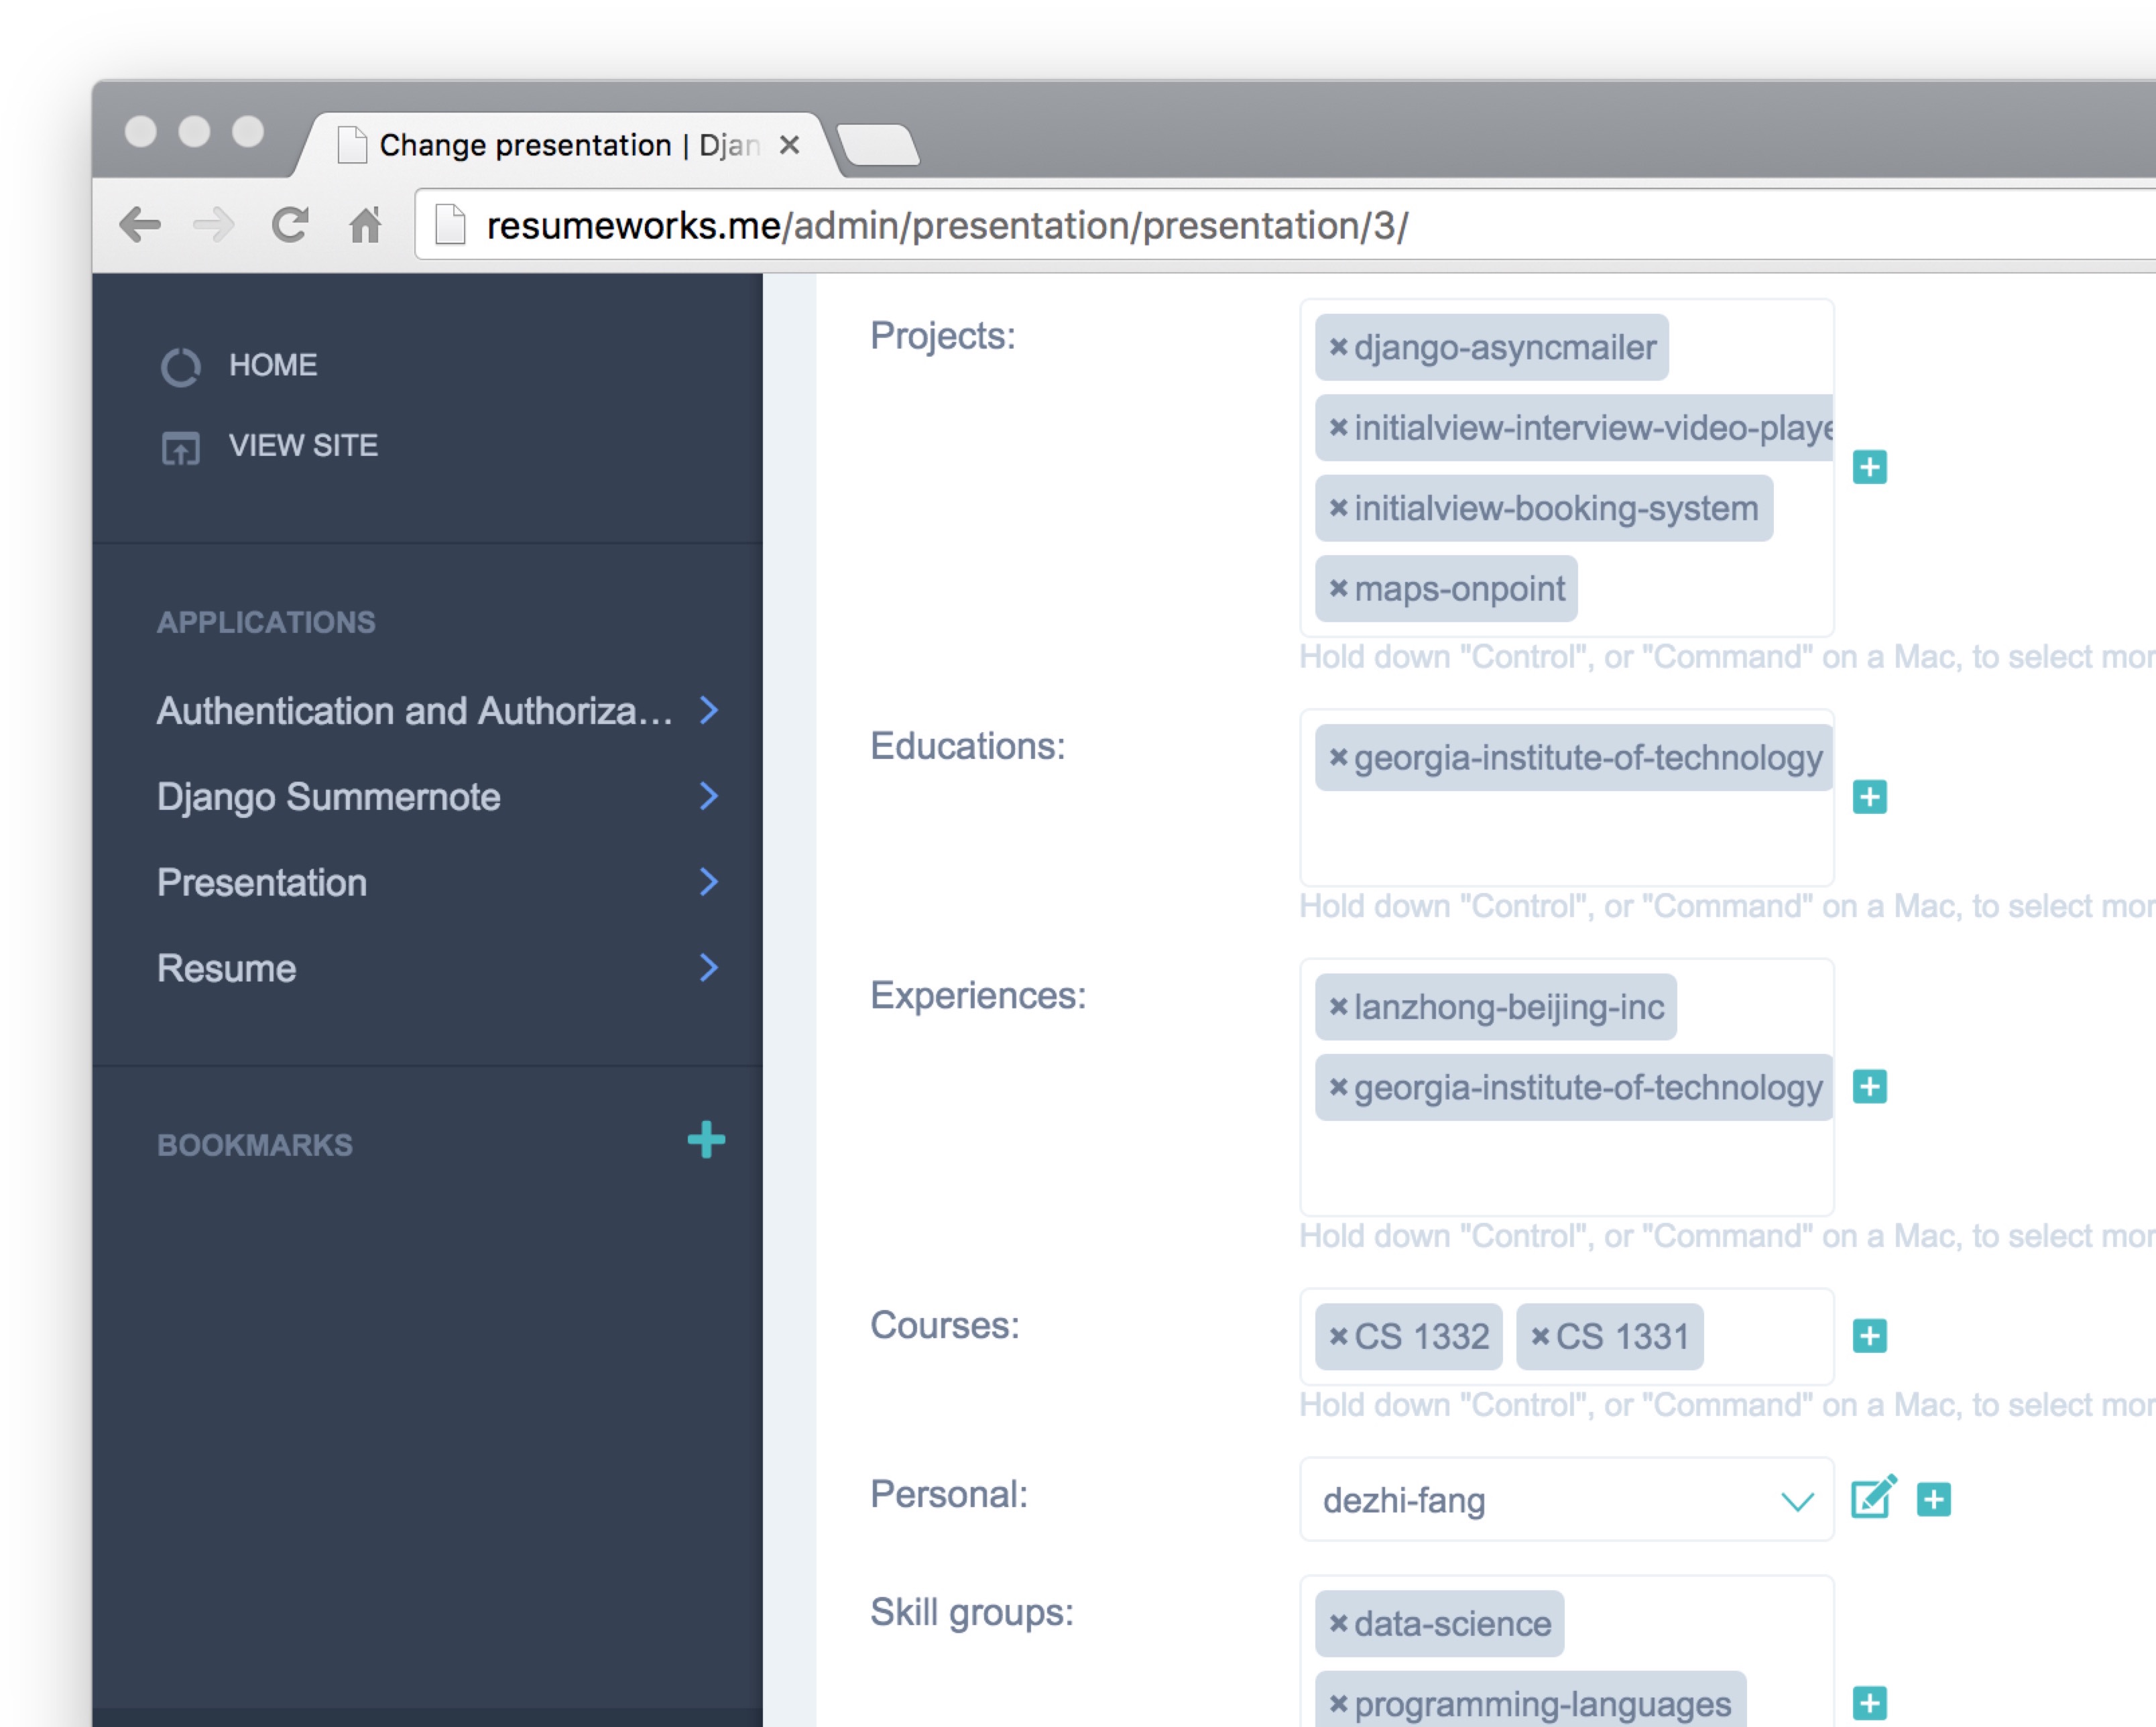 Change presentation | Djan
resumeworks.me/admin/presentation/presentation/3/
HOME
VIEW SITE
APPLICATIONS
Authentication and Authoriza...
Django Summernote
Presentation
Resume
BOOKMARKS
Projects:
django-asyncmailer
initialview-interview-video-playe
initialview-booking-system
maps-onpoint
Hold down "Control", or "Command" on a Mac, to select mor
Educations:
georgia-institute-of-technology
Hold down "Control", or "Command" on a Mac, to select mor
Experiences:
lanzhong-beijing-inc
georgia-institute-of-technology
Hold down "Control", or "Command" on a Mac, to select mor
Courses:
CS 1332 CS 1331
Hold down "Control", or "Command" on a Mac, to select mor
Personal:
dezhi-fang
Skill groups:
data-science
programming-languages